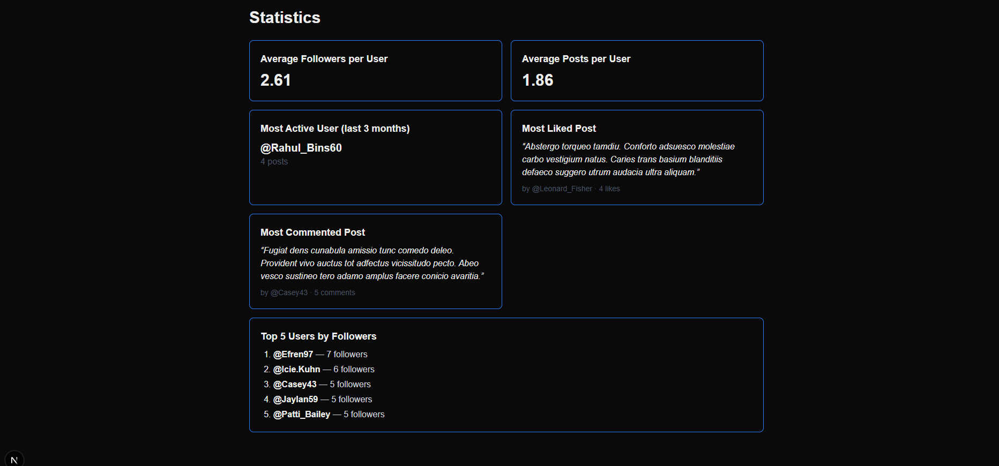 Statistics
Average Followers per User
2.61
Average Posts per User
1.86
Most Active User (last 3 months)
@Rahul_Bins60
4 posts
Most Liked Post
“Abstergo torqueo tamdiu. Conforto adsuesco molestiae
carbo vestigium natus. Caries trans basium blanditiis
defaeco suggero utrum audacia ultra aliquam.”
by @Leonard_Fisher · 4 likes
Most Commented Post
“Fugiat dens cunabula amissio tunc comedo deleo.
Provident vivo auctus tot adfectus vicissitudo pecto. Abeo
vesco sustineo tero adamo amplus facere conicio avaritia.”
by @Casey43 · 5 comments
Top 5 Users by Followers
1. @Efren97 — 7 followers
2. @Icie.Kuhn — 6 followers
3. @Casey43 — 5 followers
4. @Jaylan59 — 5 followers
5. @Patti_Bailey — 5 followers
N